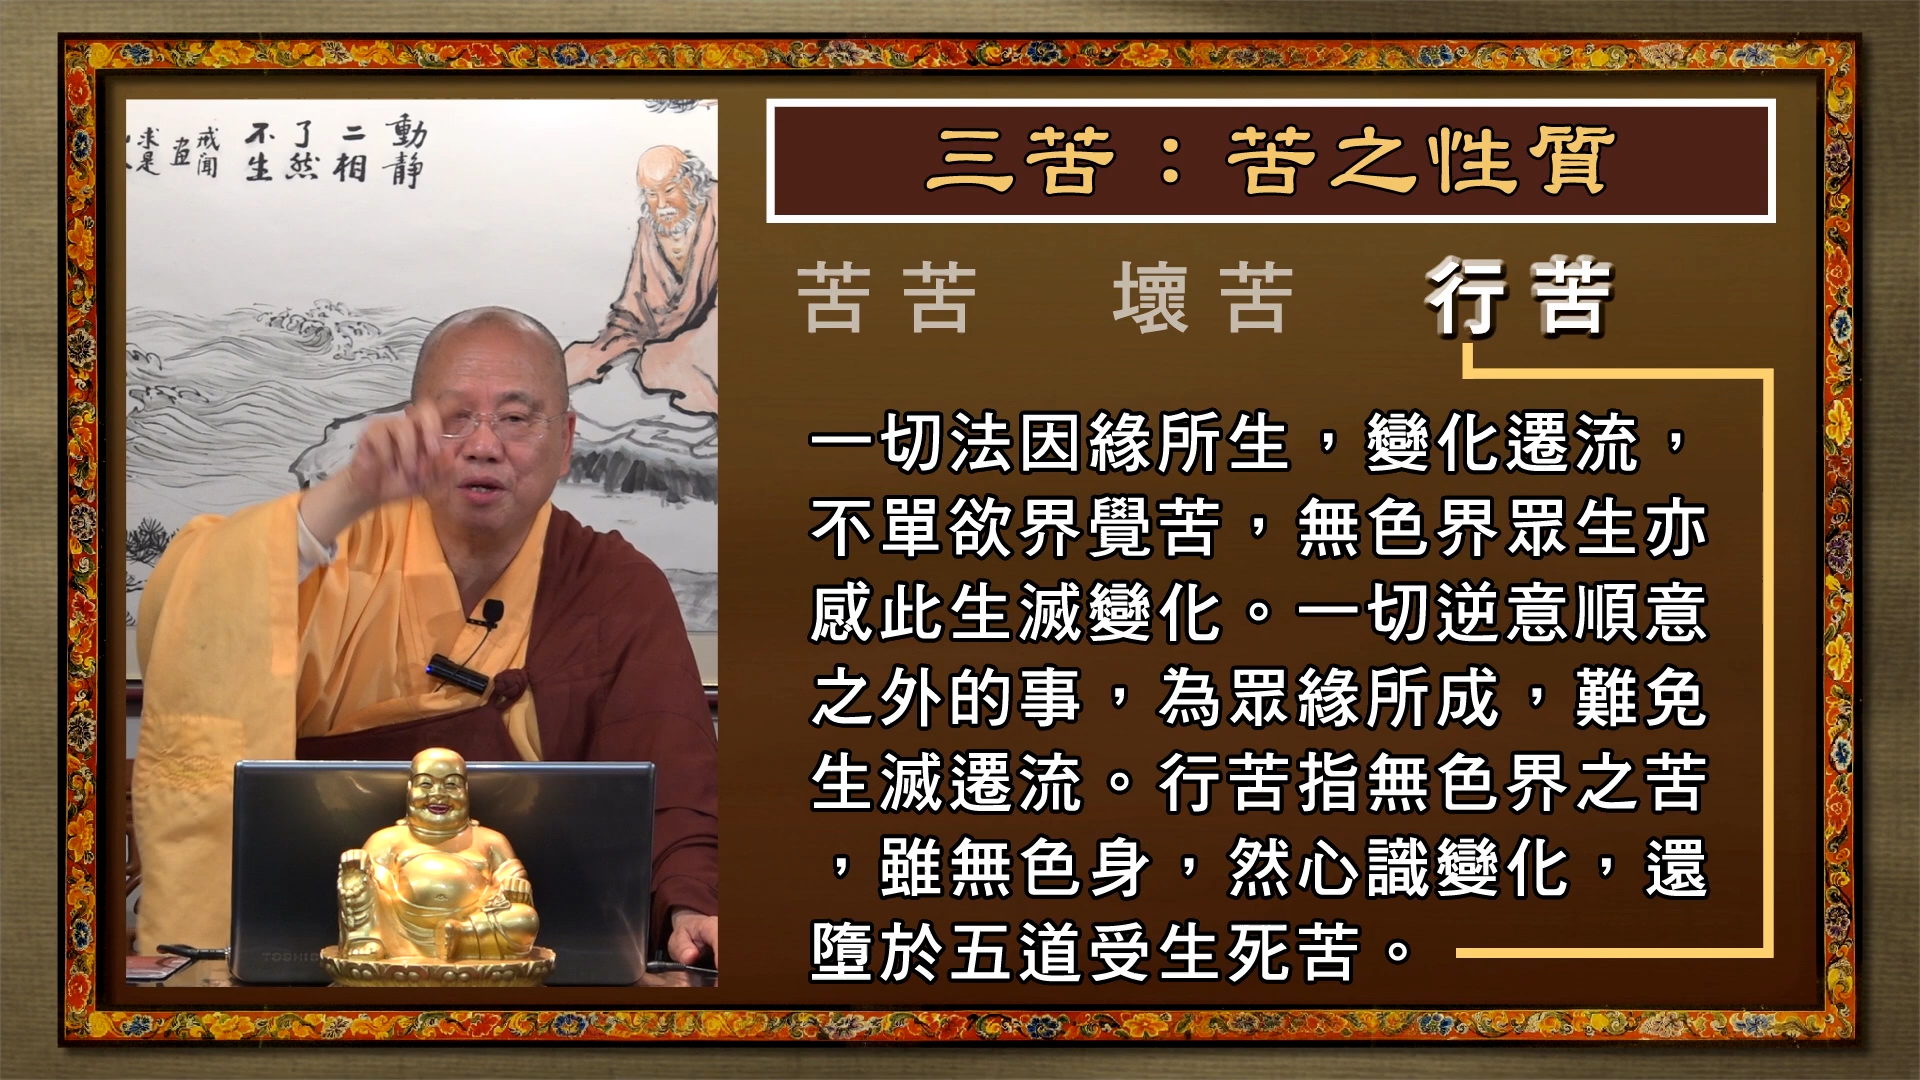 動靜
二相
了然
不生
戒聞
畫
求是
三苦：苦之性質
苦苦 壞苦 行苦
一切法因緣所生，變化遷流，
不單欲界覺苦，無色界眾生亦
感此生滅變化。一切逆意順意
之外的事，為眾緣所成，難免
生滅遷流。行苦指無色界之苦
，雖無色身，然心識變化，還
墮於五道受生死苦。